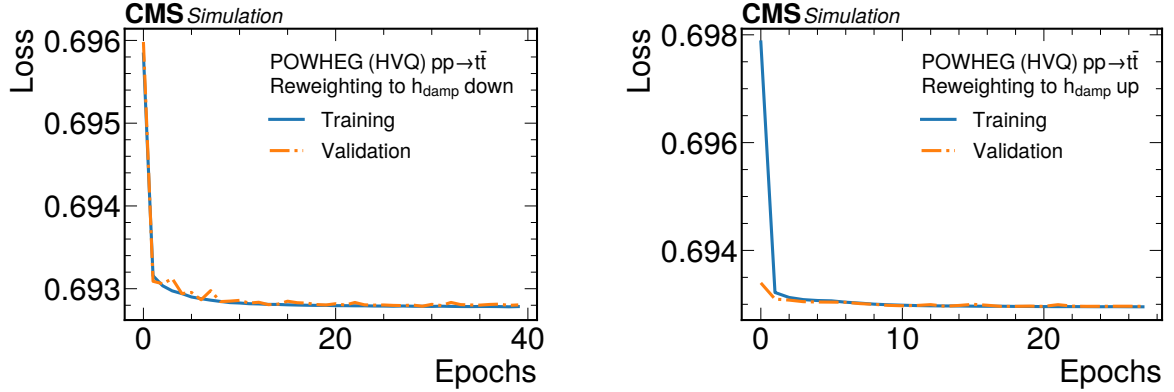 CMS Simulation
Loss
0.696
0.695
0.694
0.693
POWHEG (HVQ) pp→tt̄
Reweighting to h_damp down
Training
Validation
0 20 40
Epochs
CMS Simulation
Loss
0.698
0.696
0.694
POWHEG (HVQ) pp→tt̄
Reweighting to h_damp up
Training
Validation
0 10 20
Epochs